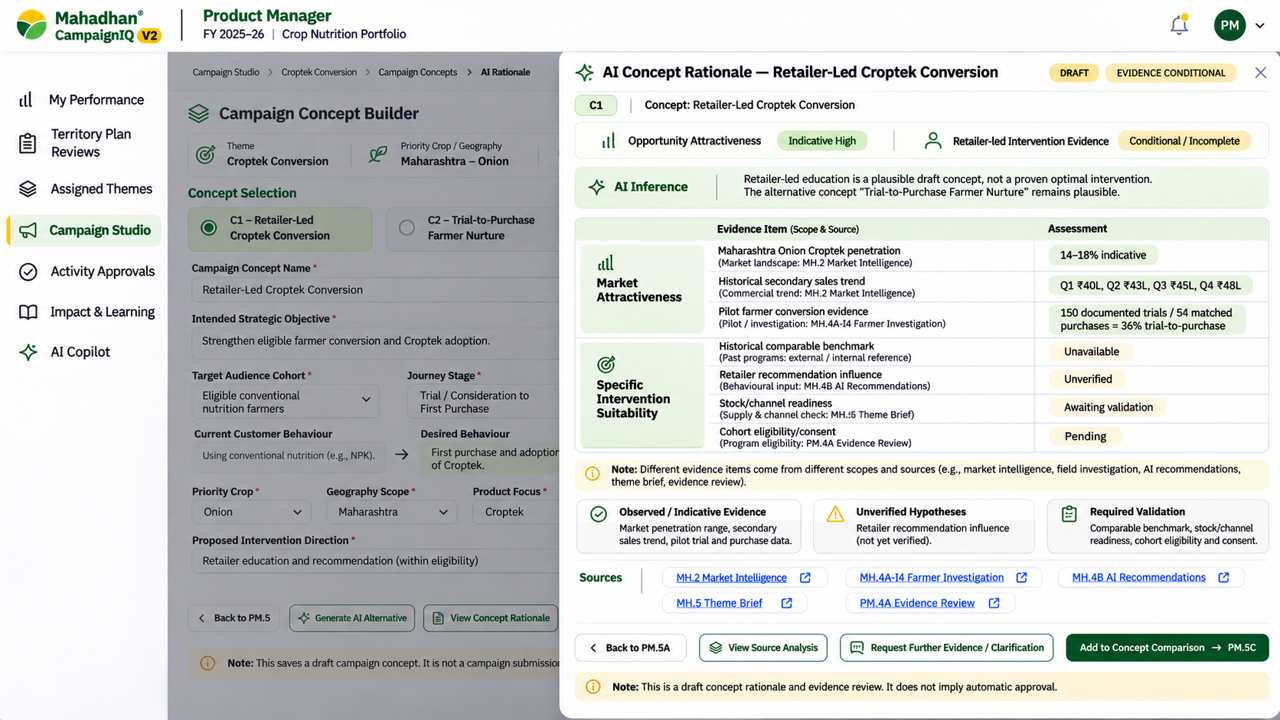 Mahadhan®
CampaignIQ V2
Product Manager
FY 2025–26 | Crop Nutrition Portfolio
PM
My Performance
Territory Plan
Reviews
Assigned Themes
Campaign Studio
Activity Approvals
Impact & Learning
AI Copilot
Campaign Studio > Croptek Conversion > Campaign Concepts > AI Rationale
Campaign Concept Builder
Theme
Croptek Conversion
Priority Crop / Geography
Maharashtra – Onion
Concept Selection
C1 – Retailer-Led
Croptek Conversion
C2 – Trial-to-Purchase
Farmer Nurture
Campaign Concept Name *
Retailer-Led Croptek Conversion
Intended Strategic Objective *
Strengthen eligible farmer conversion and Croptek adoption.
Target Audience Cohort *
Eligible conventional
nutrition farmers
Journey Stage *
Trial / Consideration to
First Purchase
Current Customer Behaviour
Using conventional nutrition (e.g., NPK).
Desired Behaviour
First purchase and adoption
of Croptek.
Priority Crop *
Onion
Geography Scope *
Maharashtra
Product Focus *
Croptek
Proposed Intervention Direction *
Retailer education and recommendation (within eligibility)
Back to PM.5
Generate AI Alternative
View Concept Rationale
Note: This saves a draft campaign concept. It is not a campaign submission
AI Concept Rationale — Retailer-Led Croptek Conversion
DRAFT
EVIDENCE CONDITIONAL
C1
Concept: Retailer-Led Croptek Conversion
Opportunity Attractiveness
Indicative High
Retailer-led Intervention Evidence
Conditional / Incomplete
AI Inference
Retailer-led education is a plausible draft concept, not a proven optimal intervention.
The alternative concept “Trial-to-Purchase Farmer Nurture” remains plausible.
Evidence Item (Scope & Source)
Assessment
Market
Attractiveness
Maharashtra Onion Croptek penetration
(Market landscape: MH.2 Market Intelligence)
14–18% indicative
Historical secondary sales trend
(Commercial trend: MH.2 Market Intelligence)
Q1 ₹40L, Q2 ₹43L, Q3 ₹45L, Q4 ₹48L
Pilot farmer conversion evidence
(Pilot / investigation: MH.4A-I4 Farmer Investigation)
150 documented trials / 54 matched
purchases = 36% trial-to-purchase
Specific
Intervention
Suitability
Historical comparable benchmark
(Past programs: external / internal reference)
Unavailable
Retailer recommendation influence
(Behavioural input: MH.4B AI Recommendations)
Unverified
Stock/channel readiness
(Supply & channel check: Theme Brief)
Awaiting validation
Cohort eligibility/consent
(Program eligibility: PM.4A Evidence Review)
Pending
Note: Different evidence items come from different scopes and sources (e.g., market intelligence, field investigation, AI recommendations,
theme brief, evidence review).
Observed / Indicative Evidence
Market penetration range, secondary
sales trend, pilot trial and purchase data.
Unverified Hypotheses
Retailer recommendation influence
(not yet verified).
Required Validation
Comparable benchmark, stock/channel
readiness, cohort eligibility and consent.
Sources
MH.2 Market Intelligence
MH.4A-I4 Farmer Investigation
MH.4B AI Recommendations
MH.5 Theme Brief
PM.4A Evidence Review
Back to PM.5A
View Source Analysis
Request Further Evidence / Clarification
Add to Concept Comparison → PM.5C
Note: This is a draft concept rationale and evidence review. It does not imply automatic approval.